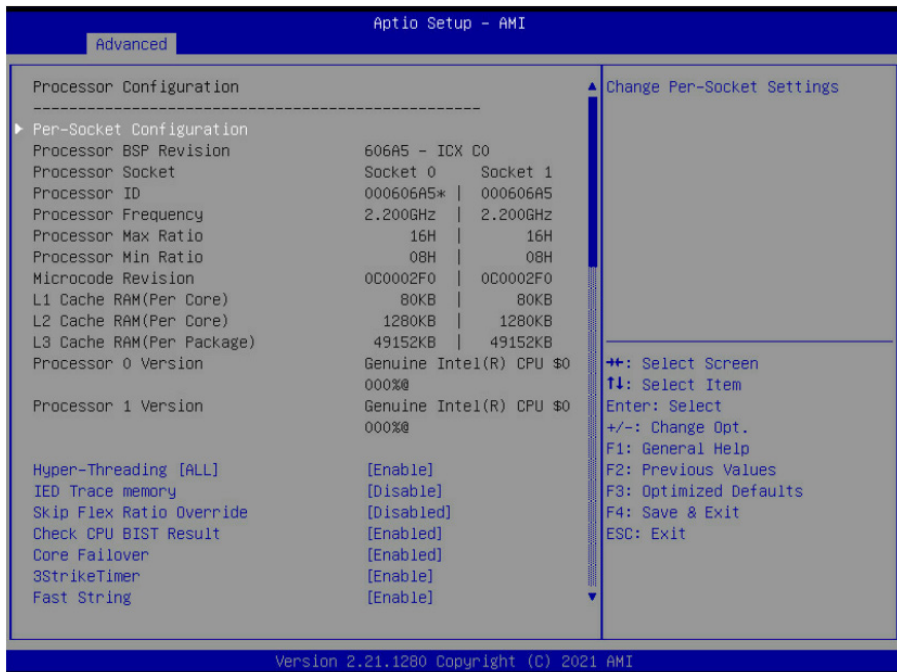 Aptio Setup – AMI
Advanced
Processor Configuration
--------------------------------------------------
Per-Socket Configuration
Processor BSP Revision 606A5 – ICX C0
Processor Socket Socket 0 Socket 1
Processor ID 000606A5* | 000606A5
Processor Frequency 2.200GHz | 2.200GHz
Processor Max Ratio 16H | 16H
Processor Min Ratio 08H | 08H
Microcode Revision 0C0002F0 | 0C0002F0
L1 Cache RAM(Per Core) 80KB | 80KB
L2 Cache RAM(Per Core) 1280KB | 1280KB
L3 Cache RAM(Per Package) 49152KB | 49152KB
Processor 0 Version Genuine Intel(R) CPU $0
000%@
Processor 1 Version Genuine Intel(R) CPU $0
000%@
Hyper-Threading [ALL] [Enable]
IED Trace memory [Disable]
Skip Flex Ratio Override [Disabled]
Check CPU BIST Result [Enabled]
Core Failover [Enabled]
3StrikeTimer [Enable]
Fast String [Enable]
Change Per-Socket Settings
→←: Select Screen
↑↓: Select Item
Enter: Select
+/-: Change Opt.
F1: General Help
F2: Previous Values
F3: Optimized Defaults
F4: Save & Exit
ESC: Exit
Version 2.21.1280 Copyright (C) 2021 AMI